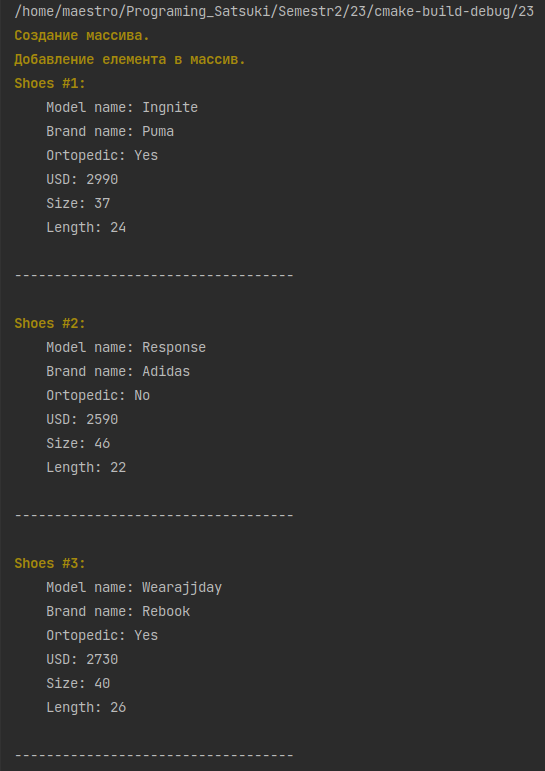 /home/maestro/Programing_Satsuki/Semestr2/23/cmake-build-debug/23
Создание массива.
Добавление елемента в массив.
Shoes #1:
Model name: Ingnite
Brand name: Puma
Ortopedic: Yes
USD: 2990
Size: 37
Length: 24
-----------------------------------
Shoes #2:
Model name: Response
Brand name: Adidas
Ortopedic: No
USD: 2590
Size: 46
Length: 22
-----------------------------------
Shoes #3:
Model name: Wearajjday
Brand name: Rebook
Ortopedic: Yes
USD: 2730
Size: 40
Length: 26
-----------------------------------